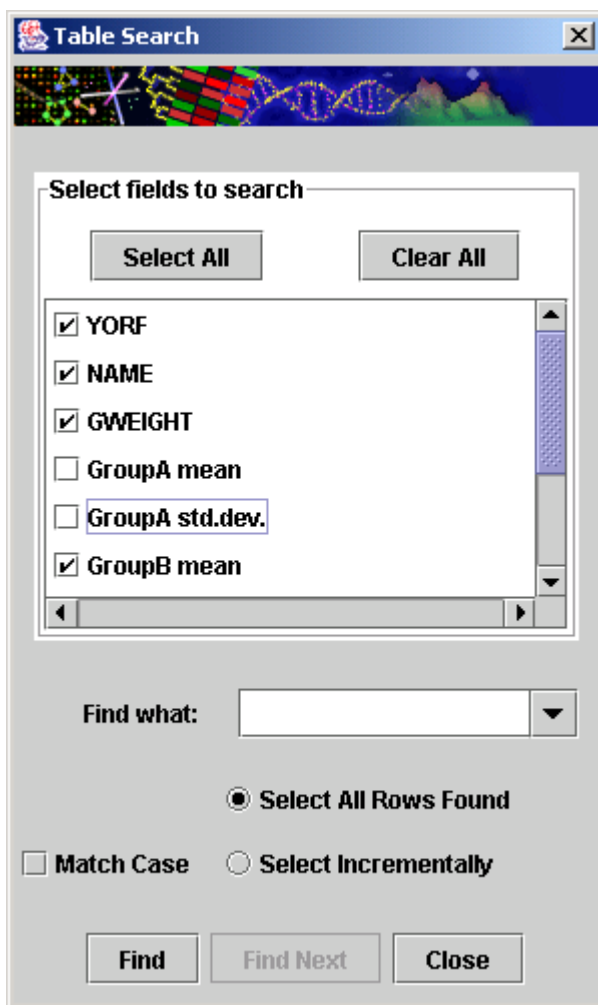 Table Search
Select fields to search
Select All Clear All
YORF
NAME
GWEIGHT
GroupA mean
GroupA std.dev.
GroupB mean
Find what:
Select All Rows Found
Match Case Select Incrementally
Find Find Next Close